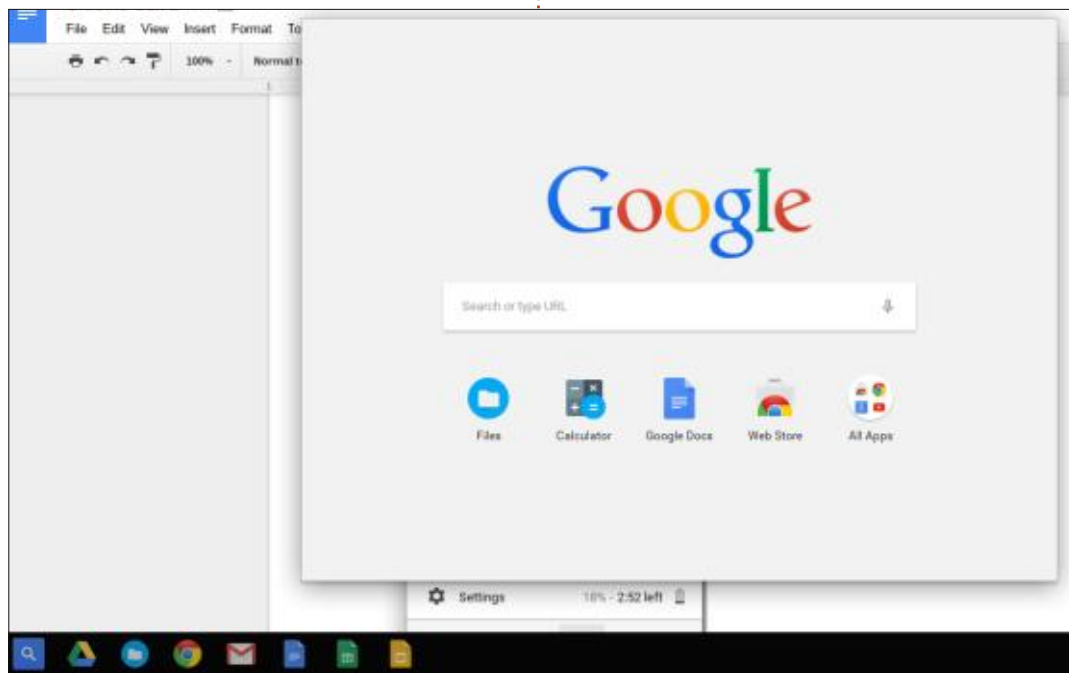 File Edit View Insert Format To
100% Normal t
Google
Search or type URL
Files Calculator Google Docs Web Store All Apps
Settings 18% - 2:52 left